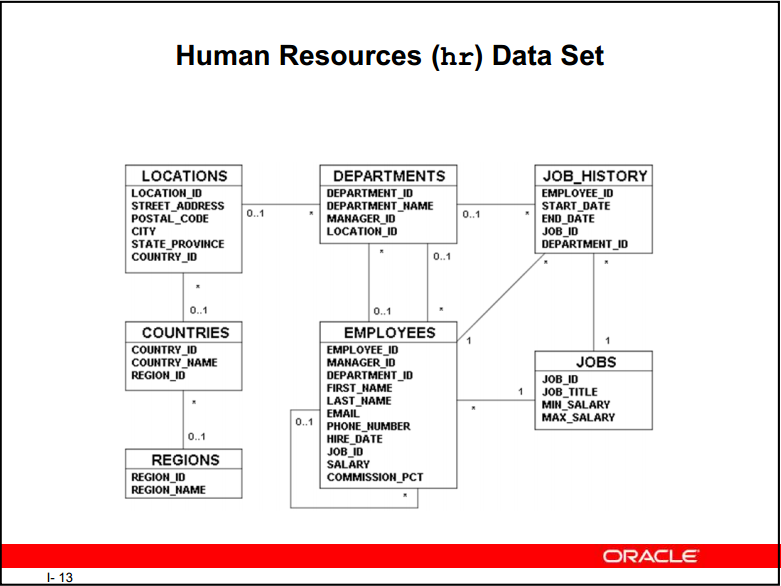 Human Resources (hr) Data Set
LOCATIONS
LOCATION_ID
STREET_ADDRESS
POSTAL_CODE
CITY
STATE_PROVINCE
COUNTRY_ID
0..1
*
DEPARTMENTS
DEPARTMENT_ID
DEPARTMENT_NAME
MANAGER_ID
LOCATION_ID
0..1
*
JOB_HISTORY
EMPLOYEE_ID
START_DATE
END_DATE
JOB_ID
DEPARTMENT_ID
*
0..1
*
0..1
*
0..1
*
*
1
COUNTRIES
COUNTRY_ID
COUNTRY_NAME
REGION_ID
*
0..1
EMPLOYEES
EMPLOYEE_ID
MANAGER_ID
DEPARTMENT_ID
FIRST_NAME
LAST_NAME
EMAIL
PHONE_NUMBER
HIRE_DATE
JOB_ID
SALARY
COMMISSION_PCT
1
1
*
0..1
*
JOBS
JOB_ID
JOB_TITLE
MIN_SALARY
MAX_SALARY
REGIONS
REGION_ID
REGION_NAME
ORACLE
I- 13